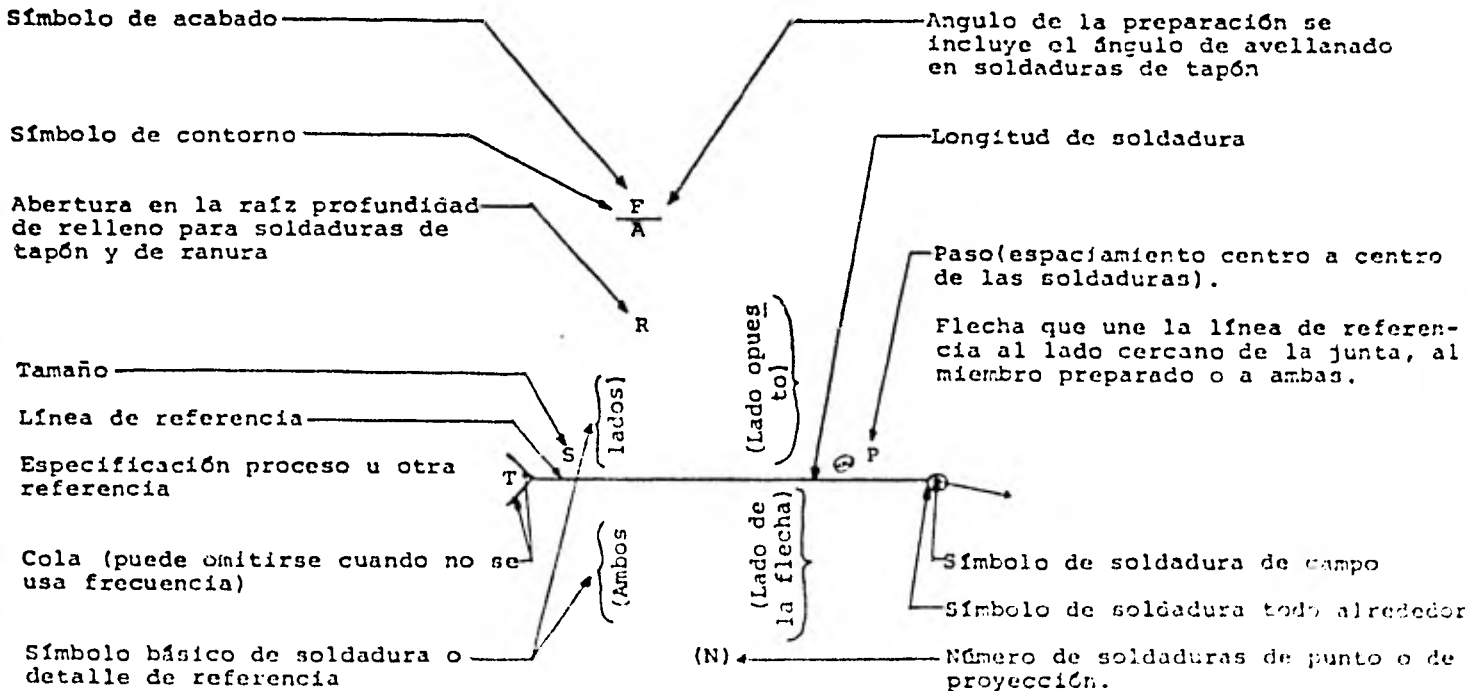 Símbolo de acabado
Angulo de la preparación se
incluye el ángulo de avellanado
en soldaduras de tapón
Símbolo de contorno
Longitud de soldadura
F
A
Abertura en la raíz profundidad
de relleno para soldaduras de
tapón y de ranura
R
Paso(espaciamiento centro a centro
de las soldaduras).
Flecha que une la línea de referen-
cia al lado cercano de la junta, al
miembro preparado o a ambas.
Tamaño
S
lados)
(Lado opues
to)
P
Línea de referencia
Especificación proceso u otra
referencia
T
Cola (puede omitirse cuando no se
usa frecuencia)
(Ambos
(Lado de
la flecha)
Símbolo de soldadura de campo
Símbolo de soldadura todo alrededor
Símbolo básico de soldadura o
detalle de referencia
(N)
Número de soldaduras de punto o de
proyección.